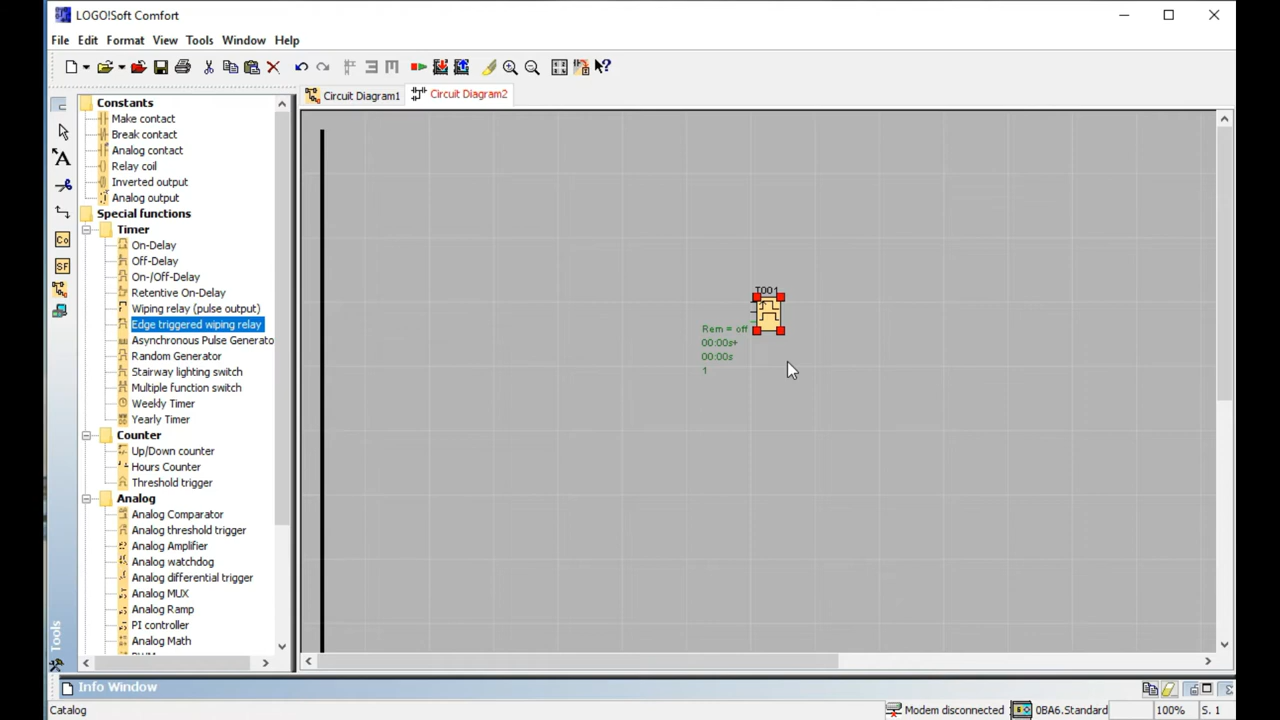 LOGO!Soft Comfort
File Edit Format View Tools Window Help
Circuit Diagram1
Circuit Diagram2
Constants
Make contact
Break contact
Analog contact
Relay coil
Inverted output
Analog output
Special functions
Timer
On-Delay
Off-Delay
On-/Off-Delay
Retentive On-Delay
Wiping relay (pulse output)
Edge triggered wiping relay
Asynchronous Pulse Generato
Random Generator
Stairway lighting switch
Multiple function switch
Weekly Timer
Yearly Timer
Counter
Up/Down counter
Hours Counter
Threshold trigger
Analog
Analog Comparator
Analog threshold trigger
Analog Amplifier
Analog watchdog
Analog differential trigger
Analog MUX
Analog Ramp
PI controller
Analog Math
A
Co
SF
Tools
T001
Rem = off
00:00s+
00:00s
1
Info Window
Catalog
Modem disconnected
0BA6.Standard
100%
S. 1